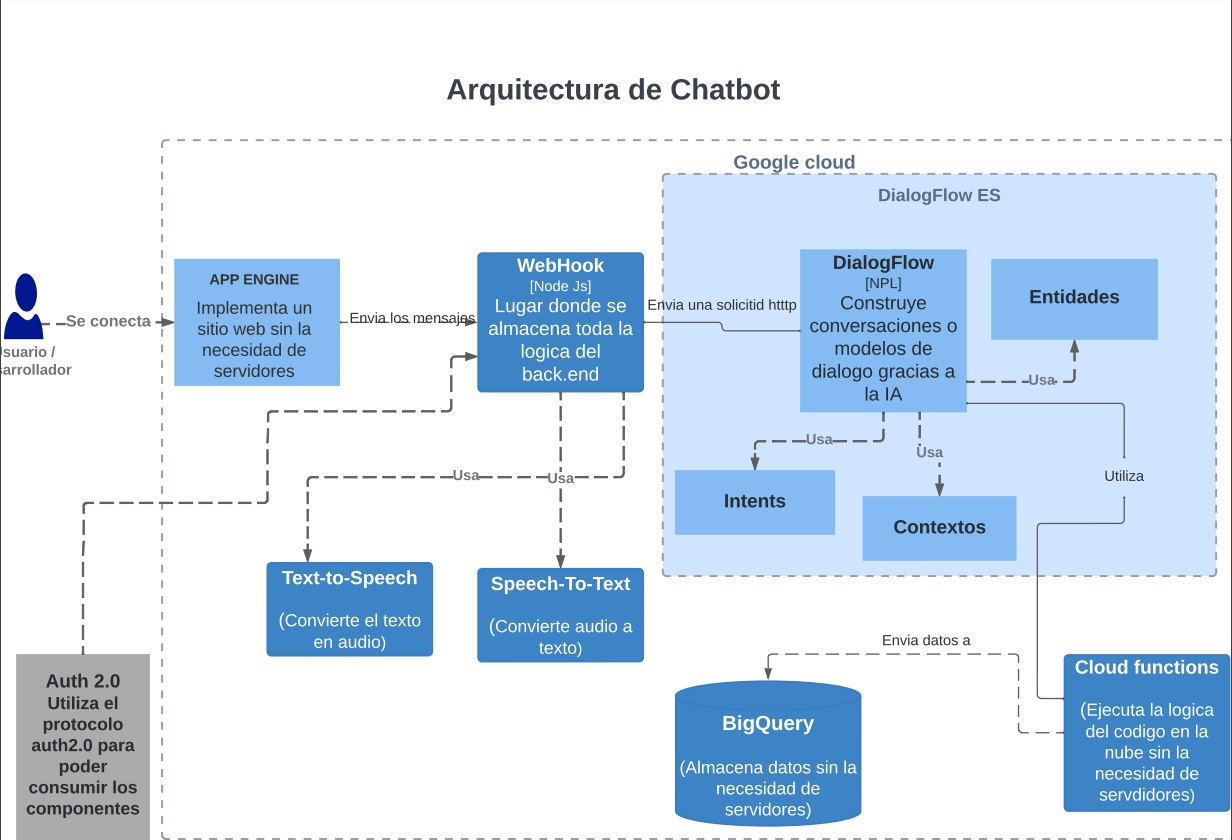 Arquitectura de Chatbot
Google cloud
DialogFlow ES
APP ENGINE
Implementa un
sitio web sin la
necesidad de
servidores
WebHook
[Node Js]
Lugar donde se
almacena toda la
logica del
back.end
DialogFlow
[NPL]
Construye
conversaciones o
modelos de
dialogo gracias a
la IA
Entidades
Se conecta
Envia los mensajes
Envia una solicitid htttp
suario /
sarrollador
Usa
Usa
Usa
Usa
Usa
Utiliza
Intents
Contextos
Text-to-Speech
(Convierte el texto
en audio)
Speech-To-Text
(Convierte audio a
texto)
Envia datos a
Auth 2.0
Utiliza el
protocolo
auth2.0 para
poder
consumir los
componentes
BigQuery
(Almacena datos sin la
necesidad de
servidores)
Cloud functions
(Ejecuta la logica
del codigo en la
nube sin la
necesidad de
servdidores)